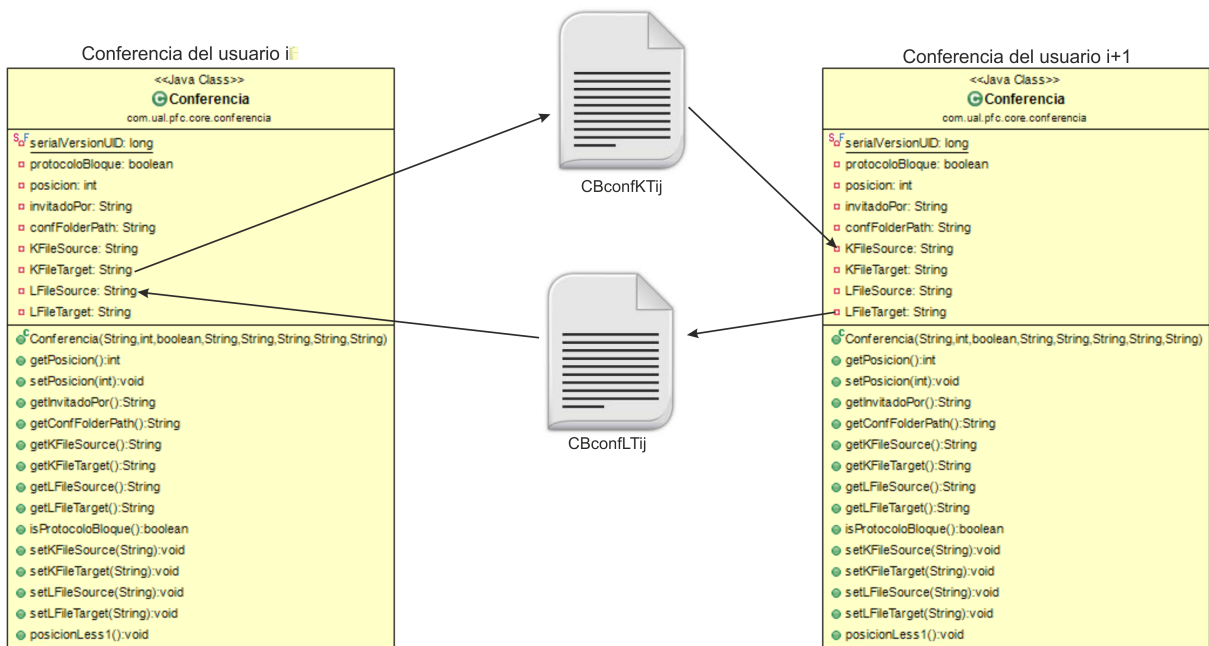 Conferencia del usuario i
<<Java Class>>
Conferencia
com.ual.pfc.core.conferencia
serialVersionUID: long
protocoloBloque: boolean
posicion: int
invitadoPor: String
confFolderPath: String
KFileSource: String
KFileTarget: String
LFileSource: String
LFileTarget: String
Conferencia(String,int,boolean,String,String,String,String,String)
getPosicion():int
setPosicion(int):void
getInvitadoPor():String
getConfFolderPath():String
getKFileSource():String
getKFileTarget():String
getLFileSource():String
getLFileTarget():String
isProtocoloBloque():boolean
setKFileSource(String):void
setKFileTarget(String):void
setLFileSource(String):void
setLFileTarget(String):void
posicionLess1():void
CBconfKTij
CBconfLTij
Conferencia del usuario i+1
<<Java Class>>
Conferencia
com.ual.pfc.core.conferencia
serialVersionUID: long
protocoloBloque: boolean
posicion: int
invitadoPor: String
confFolderPath: String
KFileSource: String
KFileTarget: String
LFileSource: String
LFileTarget: String
Conferencia(String,int,boolean,String,String,String,String,String)
getPosicion():int
setPosicion(int):void
getInvitadoPor():String
getConfFolderPath():String
getKFileSource():String
getKFileTarget():String
getLFileSource():String
getLFileTarget():String
isProtocoloBloque():boolean
setKFileSource(String):void
setKFileTarget(String):void
setLFileSource(String):void
setLFileTarget(String):void
posicionLess1():void